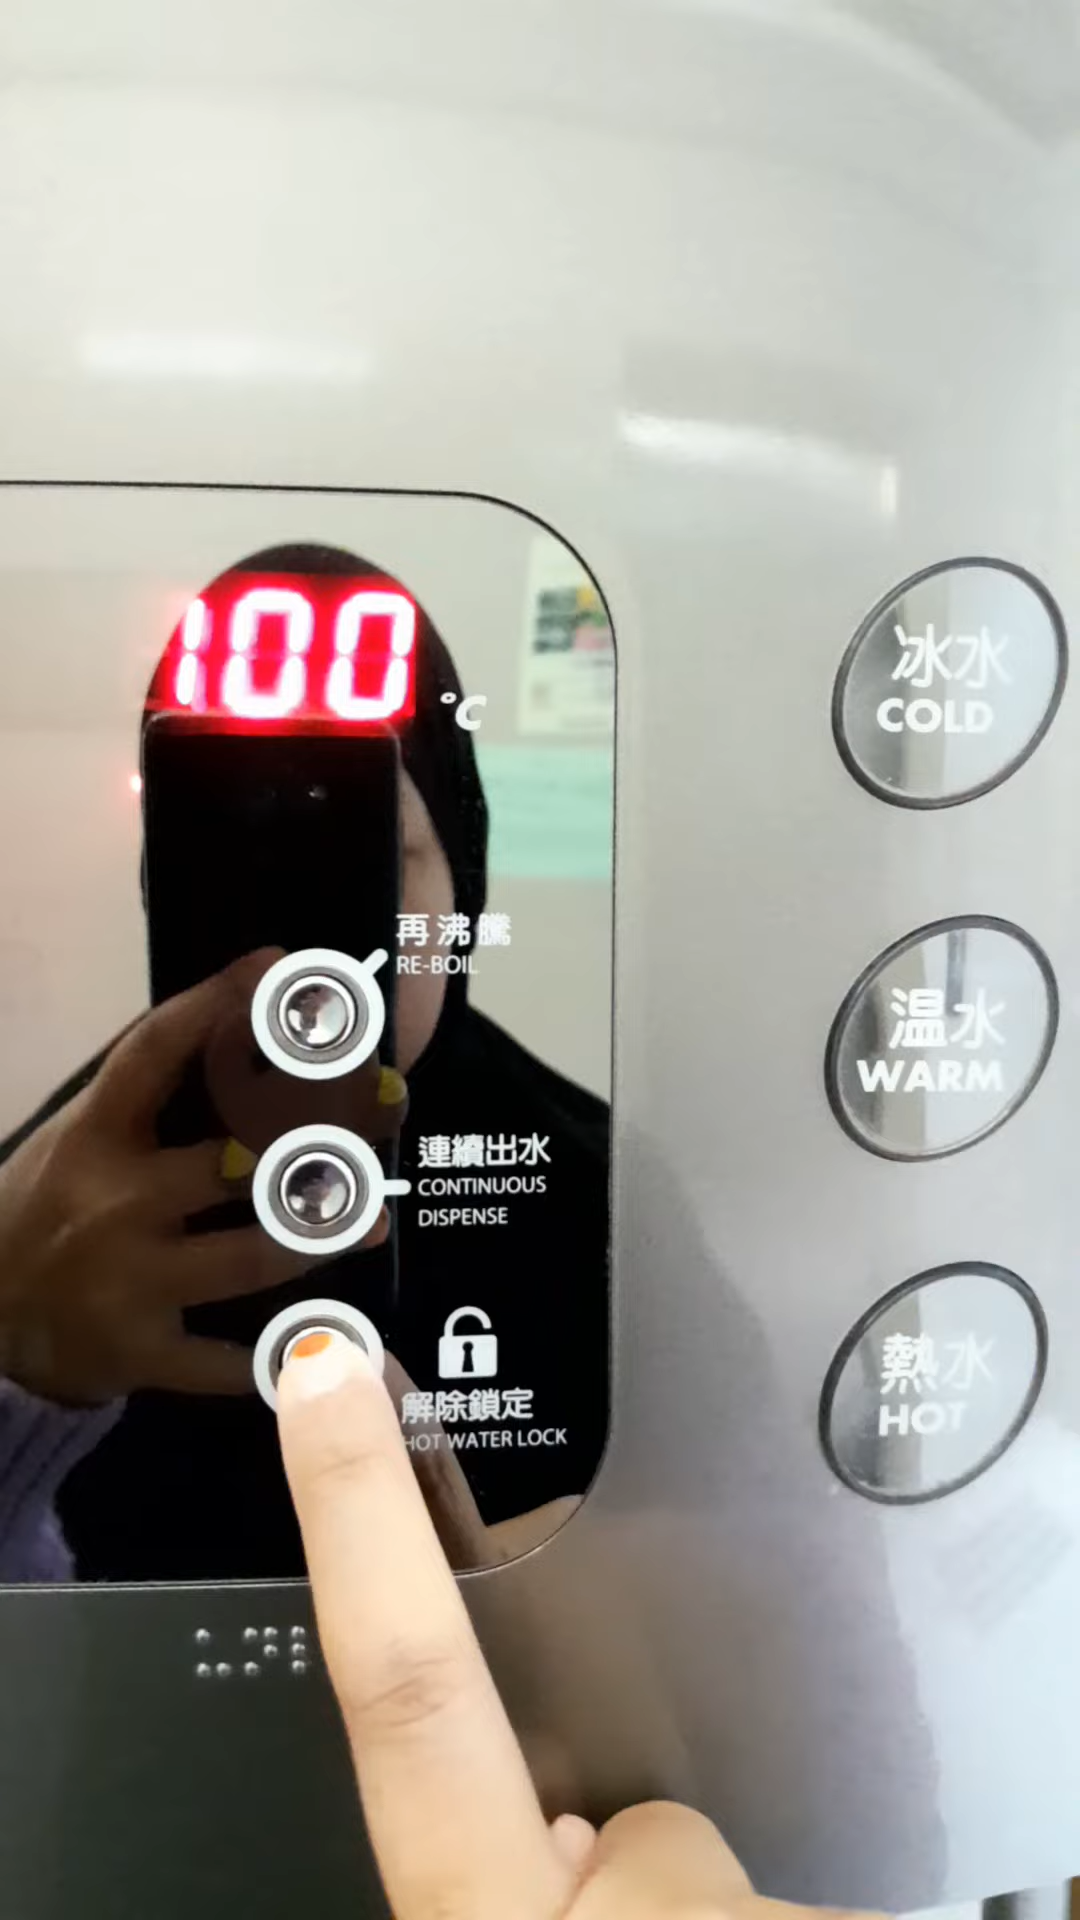 100
°C
再沸騰
RE-BOIL
連續出水
CONTINUOUS
DISPENSE
解除鎖定
HOT WATER LOCK
冰水
COLD
温水
WARM
熱水
HOT